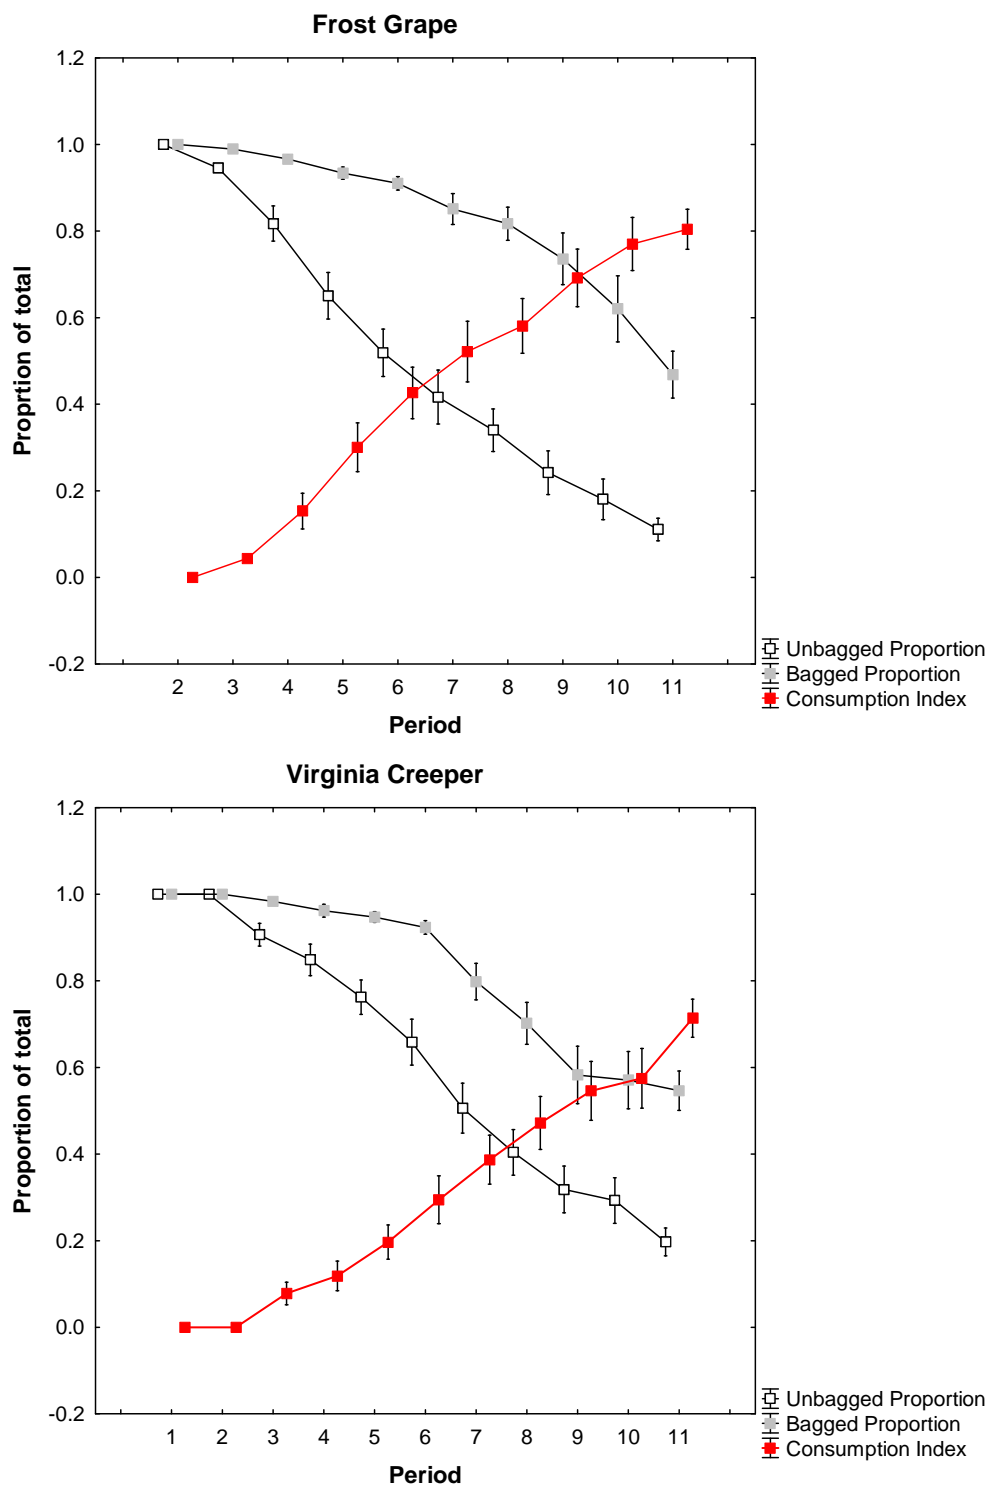 Frost Grape
1.2
1.0
0.8
0.6
0.4
0.2
0.0
-0.2
Proprtion of total
2 3 4 5 6 7 8 9 10 11
Period
Unbagged Proportion
Bagged Proportion
Consumption Index
Virginia Creeper
1.2
1.0
0.8
0.6
0.4
0.2
0.0
-0.2
Proportion of total
1 2 3 4 5 6 7 8 9 10 11
Period
Unbagged Proportion
Bagged Proportion
Consumption Index